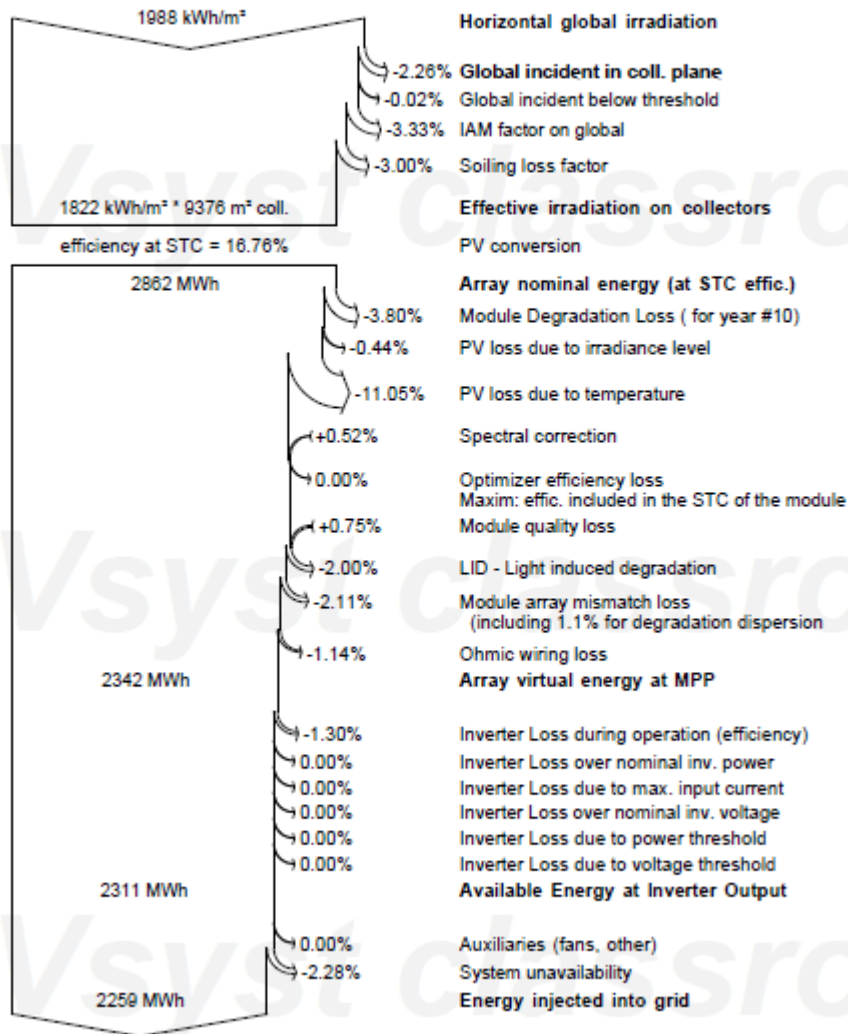 1988 kWh/m² Horizontal global irradiation
-2.26% Global incident in coll. plane
-0.02% Global incident below threshold
-3.33% IAM factor on global
-3.00% Soiling loss factor
1822 kWh/m² * 9376 m² coll. Effective irradiation on collectors
efficiency at STC = 16.76% PV conversion
2862 MWh Array nominal energy (at STC effic.)
-3.80% Module Degradation Loss ( for year #10)
-0.44% PV loss due to irradiance level
-11.05% PV loss due to temperature
+0.52% Spectral correction
0.00% Optimizer efficiency loss
Maxim: effic. included in the STC of the module
+0.75% Module quality loss
-2.00% LID - Light induced degradation
-2.11% Module array mismatch loss
(including 1.1% for degradation dispersion
-1.14% Ohmic wiring loss
2342 MWh Array virtual energy at MPP
-1.30% Inverter Loss during operation (efficiency)
0.00% Inverter Loss over nominal inv. power
0.00% Inverter Loss due to max. input current
0.00% Inverter Loss over nominal inv. voltage
0.00% Inverter Loss due to power threshold
0.00% Inverter Loss due to voltage threshold
2311 MWh Available Energy at Inverter Output
0.00% Auxiliaries (fans, other)
-2.28% System unavailability
2259 MWh Energy injected into grid
Vsyst classro
Vsyst classro
Vsyst classro